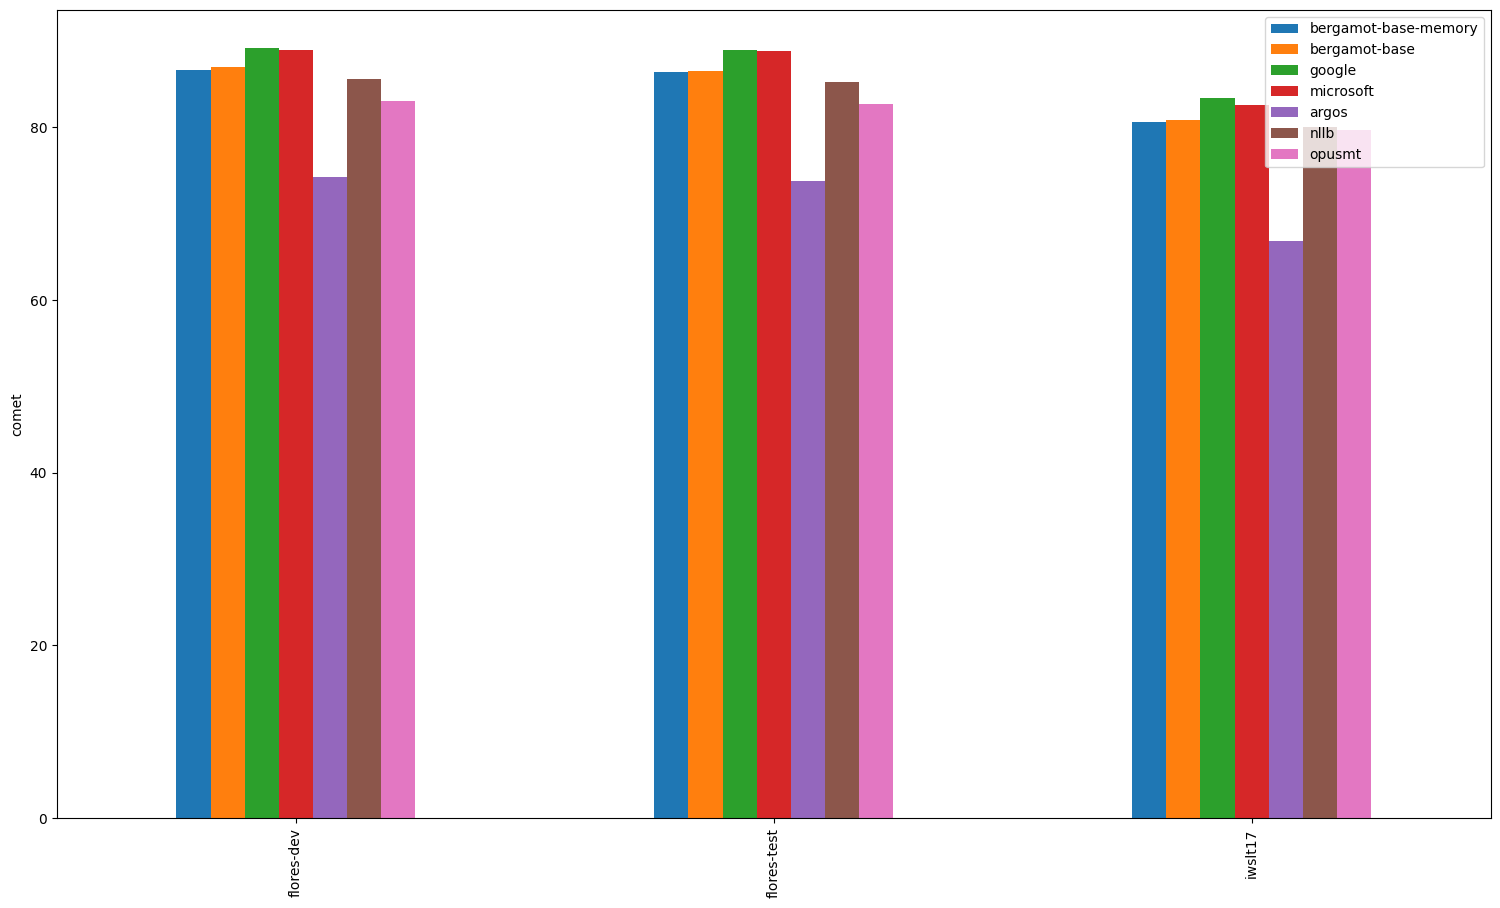 bergamot-base-memory
bergamot-base
google
microsoft
argos
nllb
opusmt
comet
80
60
40
20
0
flores-dev
flores-test
iwslt17